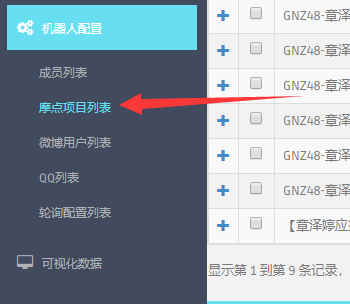 机器人配置
成员列表
摩点项目列表
微博用户列表
QQ列表
轮询配置列表
可视化数据
GNZ48-章泽
GNZ48-章泽
GNZ48-章泽
GNZ48-章泽
GNZ48-章泽
GNZ48-章泽
【章泽婷应
显示第 1 到第 9 条记录，